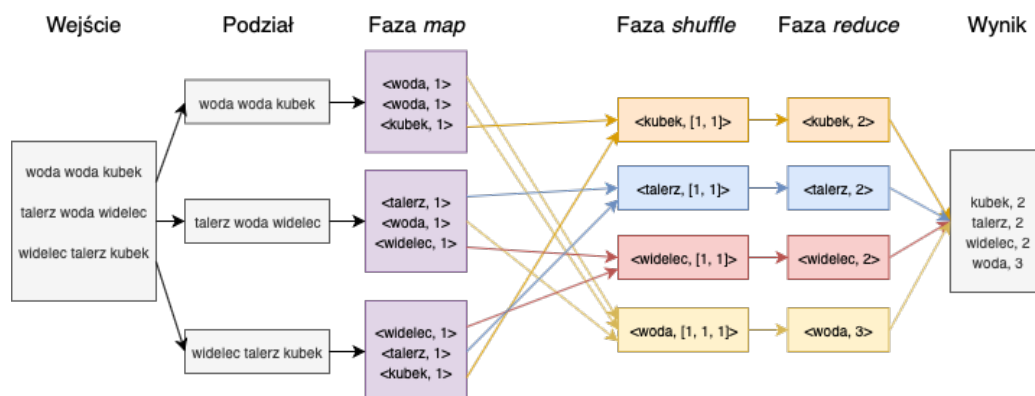 Wejście
Podział
Faza map
Faza shuffle
Faza reduce
Wynik
woda woda kubek
talerz woda widelec
widelec talerz kubek
woda woda kubek
talerz woda widelec
widelec talerz kubek
<woda, 1>
<woda, 1>
<kubek, 1>
<talerz, 1>
<woda, 1>
<widelec, 1>
<widelec, 1>
<talerz, 1>
<kubek, 1>
<kubek, [1, 1]>
<talerz, [1, 1]>
<widelec, [1, 1]>
<woda, [1, 1, 1]>
<kubek, 2>
<talerz, 2>
<widelec, 2>
<woda, 3>
kubek, 2
talerz, 2
widelec, 2
woda, 3